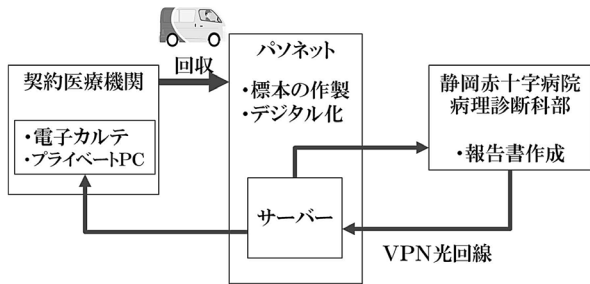 契約医療機関
・電子カルテ
・プライベートPC
回収
パソネット
・標本の作製
・デジタル化
サーバー
静岡赤十字病院
病理診断科部
・報告書作成
VPN光回線